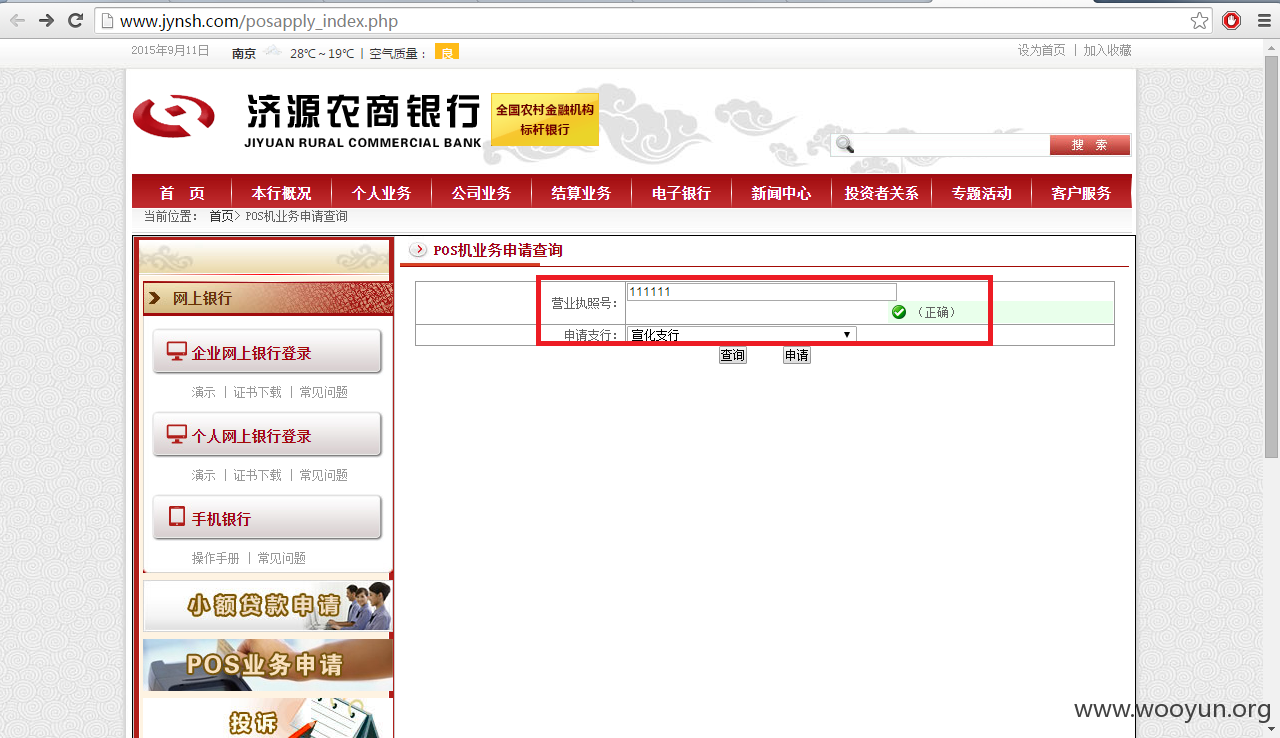 www.jynsh.com/posapply_index.php
2015年9月11日 南京 28℃~19℃ | 空气质量: 良 设为首页 | 加入收藏
济源农商银行
JIYUAN RURAL COMMERCIAL BANK
全国农村金融机构
标杆银行
搜 索
首 页 本行概况 个人业务 公司业务 结算业务 电子银行 新闻中心 投资者关系 专题活动 客户服务
当前位置: 首页> POS机业务申请查询
POS机业务申请查询
营业执照号: 111111
(正确)
申请支行: 宣化支行
查询 申请
网上银行
企业网上银行登录
演示 | 证书下载 | 常见问题
个人网上银行登录
演示 | 证书下载 | 常见问题
手机银行
操作手册 | 常见问题
小额贷款申请
POS业务申请
投诉
www.wooyun.org